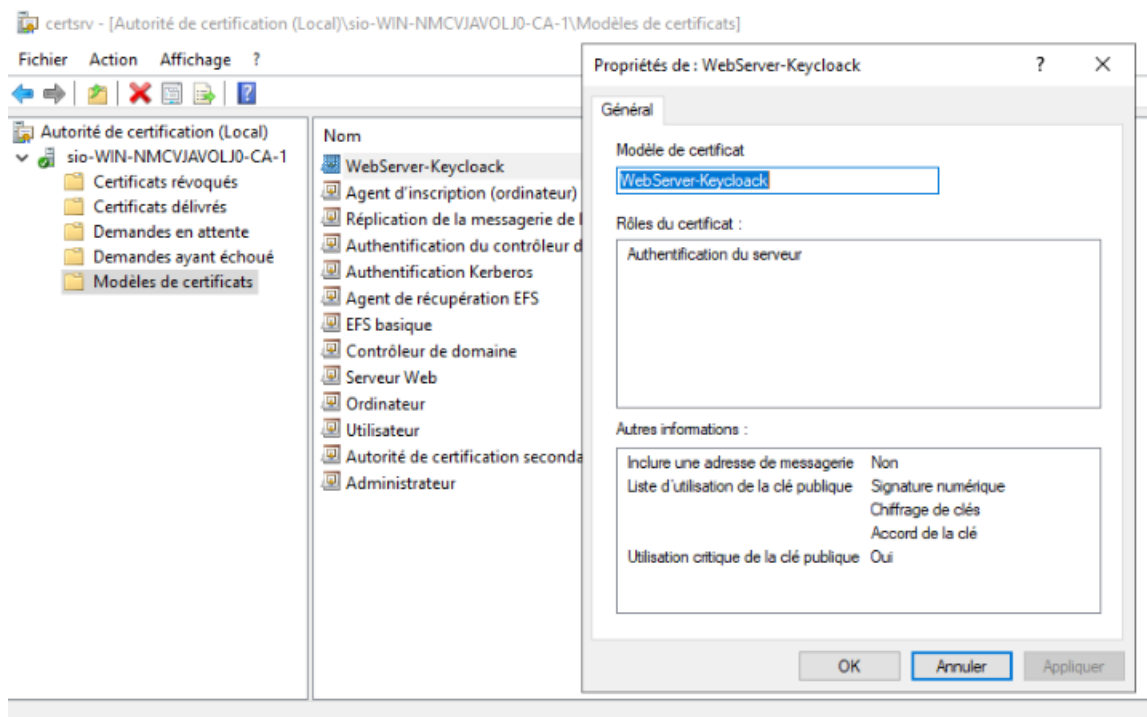 certsrv - [Autorité de certification (Local)\sio-WIN-NMCVJAVOLJ0-CA-1\Modèles de certificats]
Fichier Action Affichage ?
Autorité de certification (Local)
sio-WIN-NMCVJAVOLJ0-CA-1
Certificats révoqués
Certificats délivrés
Demandes en attente
Demandes ayant échoué
Modèles de certificats
Nom
WebServer-Keycloack
Agent d'inscription (ordinateur)
Réplication de la messagerie de l
Authentification du contrôleur d
Authentification Kerberos
Agent de récupération EFS
EFS basique
Contrôleur de domaine
Serveur Web
Ordinateur
Utilisateur
Autorité de certification seconda
Administrateur
Propriétés de : WebServer-Keycloack ?
Général
Modèle de certificat
WebServer-Keycloack
Rôles du certificat :
Authentification du serveur
Autres informations :
Inclure une adresse de messagerie Non
Liste d'utilisation de la clé publique Signature numérique
Chiffrage de clés
Accord de la clé
Utilisation critique de la clé publique Oui
OK Annuler Appliquer